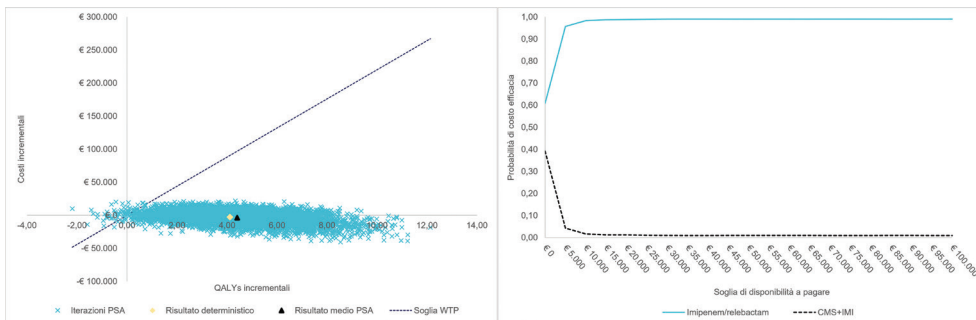 € 300.000
€ 250.000
€ 200.000
€ 150.000
€ 100.000
€ 50.000
€ 0
-€ 50.000
-€ 100.000
-4,00 -2,00 0,00 2,00 4,00 6,00 8,00 10,00 12,00 14,00
Costi incrementali
QALYs incrementali
Iterazioni PSA Risultato deterministico Risultato medio PSA Soglia WTP
1,00
0,90
0,80
0,70
0,60
0,50
0,40
0,30
0,20
0,10
0,00
Probabilità di costo efficacia
€ 0 € 5.000 € 10.000 € 15.000 € 20.000 € 25.000 € 30.000 € 35.000 € 40.000 € 45.000 € 50.000 € 55.000 € 60.000 € 65.000 € 70.000 € 75.000 € 80.000 € 85.000 € 90.000 € 95.000 € 100.000
Soglia di disponibilità a pagare
Imipenem/relebactam CMS+IMI